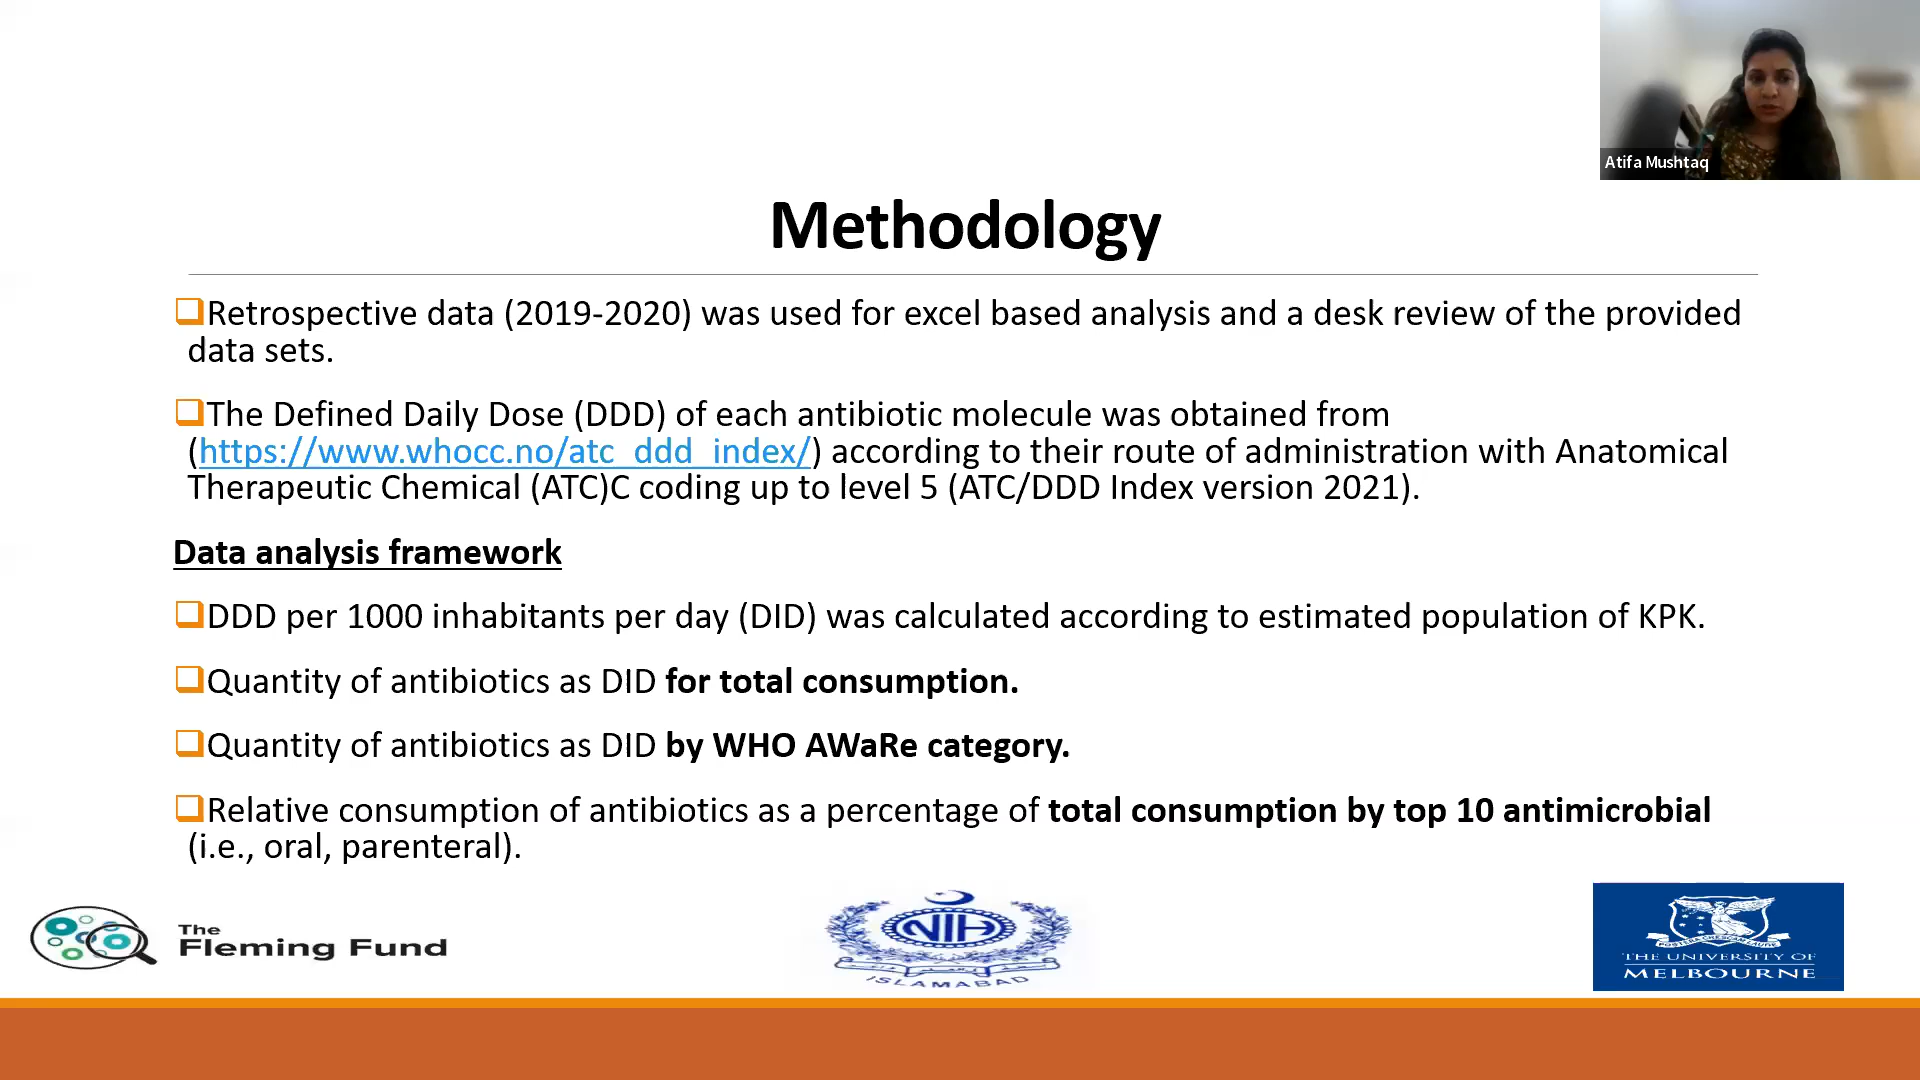 Atifa Mushtaq
Methodology
Retrospective data (2019-2020) was used for excel based analysis and a desk review of the provided
data sets.
The Defined Daily Dose (DDD) of each antibiotic molecule was obtained from
(https://www.whocc.no/atc_ddd_index/) according to their route of administration with Anatomical
Therapeutic Chemical (ATC)C coding up to level 5 (ATC/DDD Index version 2021).
Data analysis framework
DDD per 1000 inhabitants per day (DID) was calculated according to estimated population of KPK.
Quantity of antibiotics as DID for total consumption.
Quantity of antibiotics as DID by WHO AWaRe category.
Relative consumption of antibiotics as a percentage of total consumption by top 10 antimicrobial
(i.e., oral, parenteral).
The
Fleming Fund
NIH
ISLAMABAD
THE UNIVERSITY OF
MELBOURNE